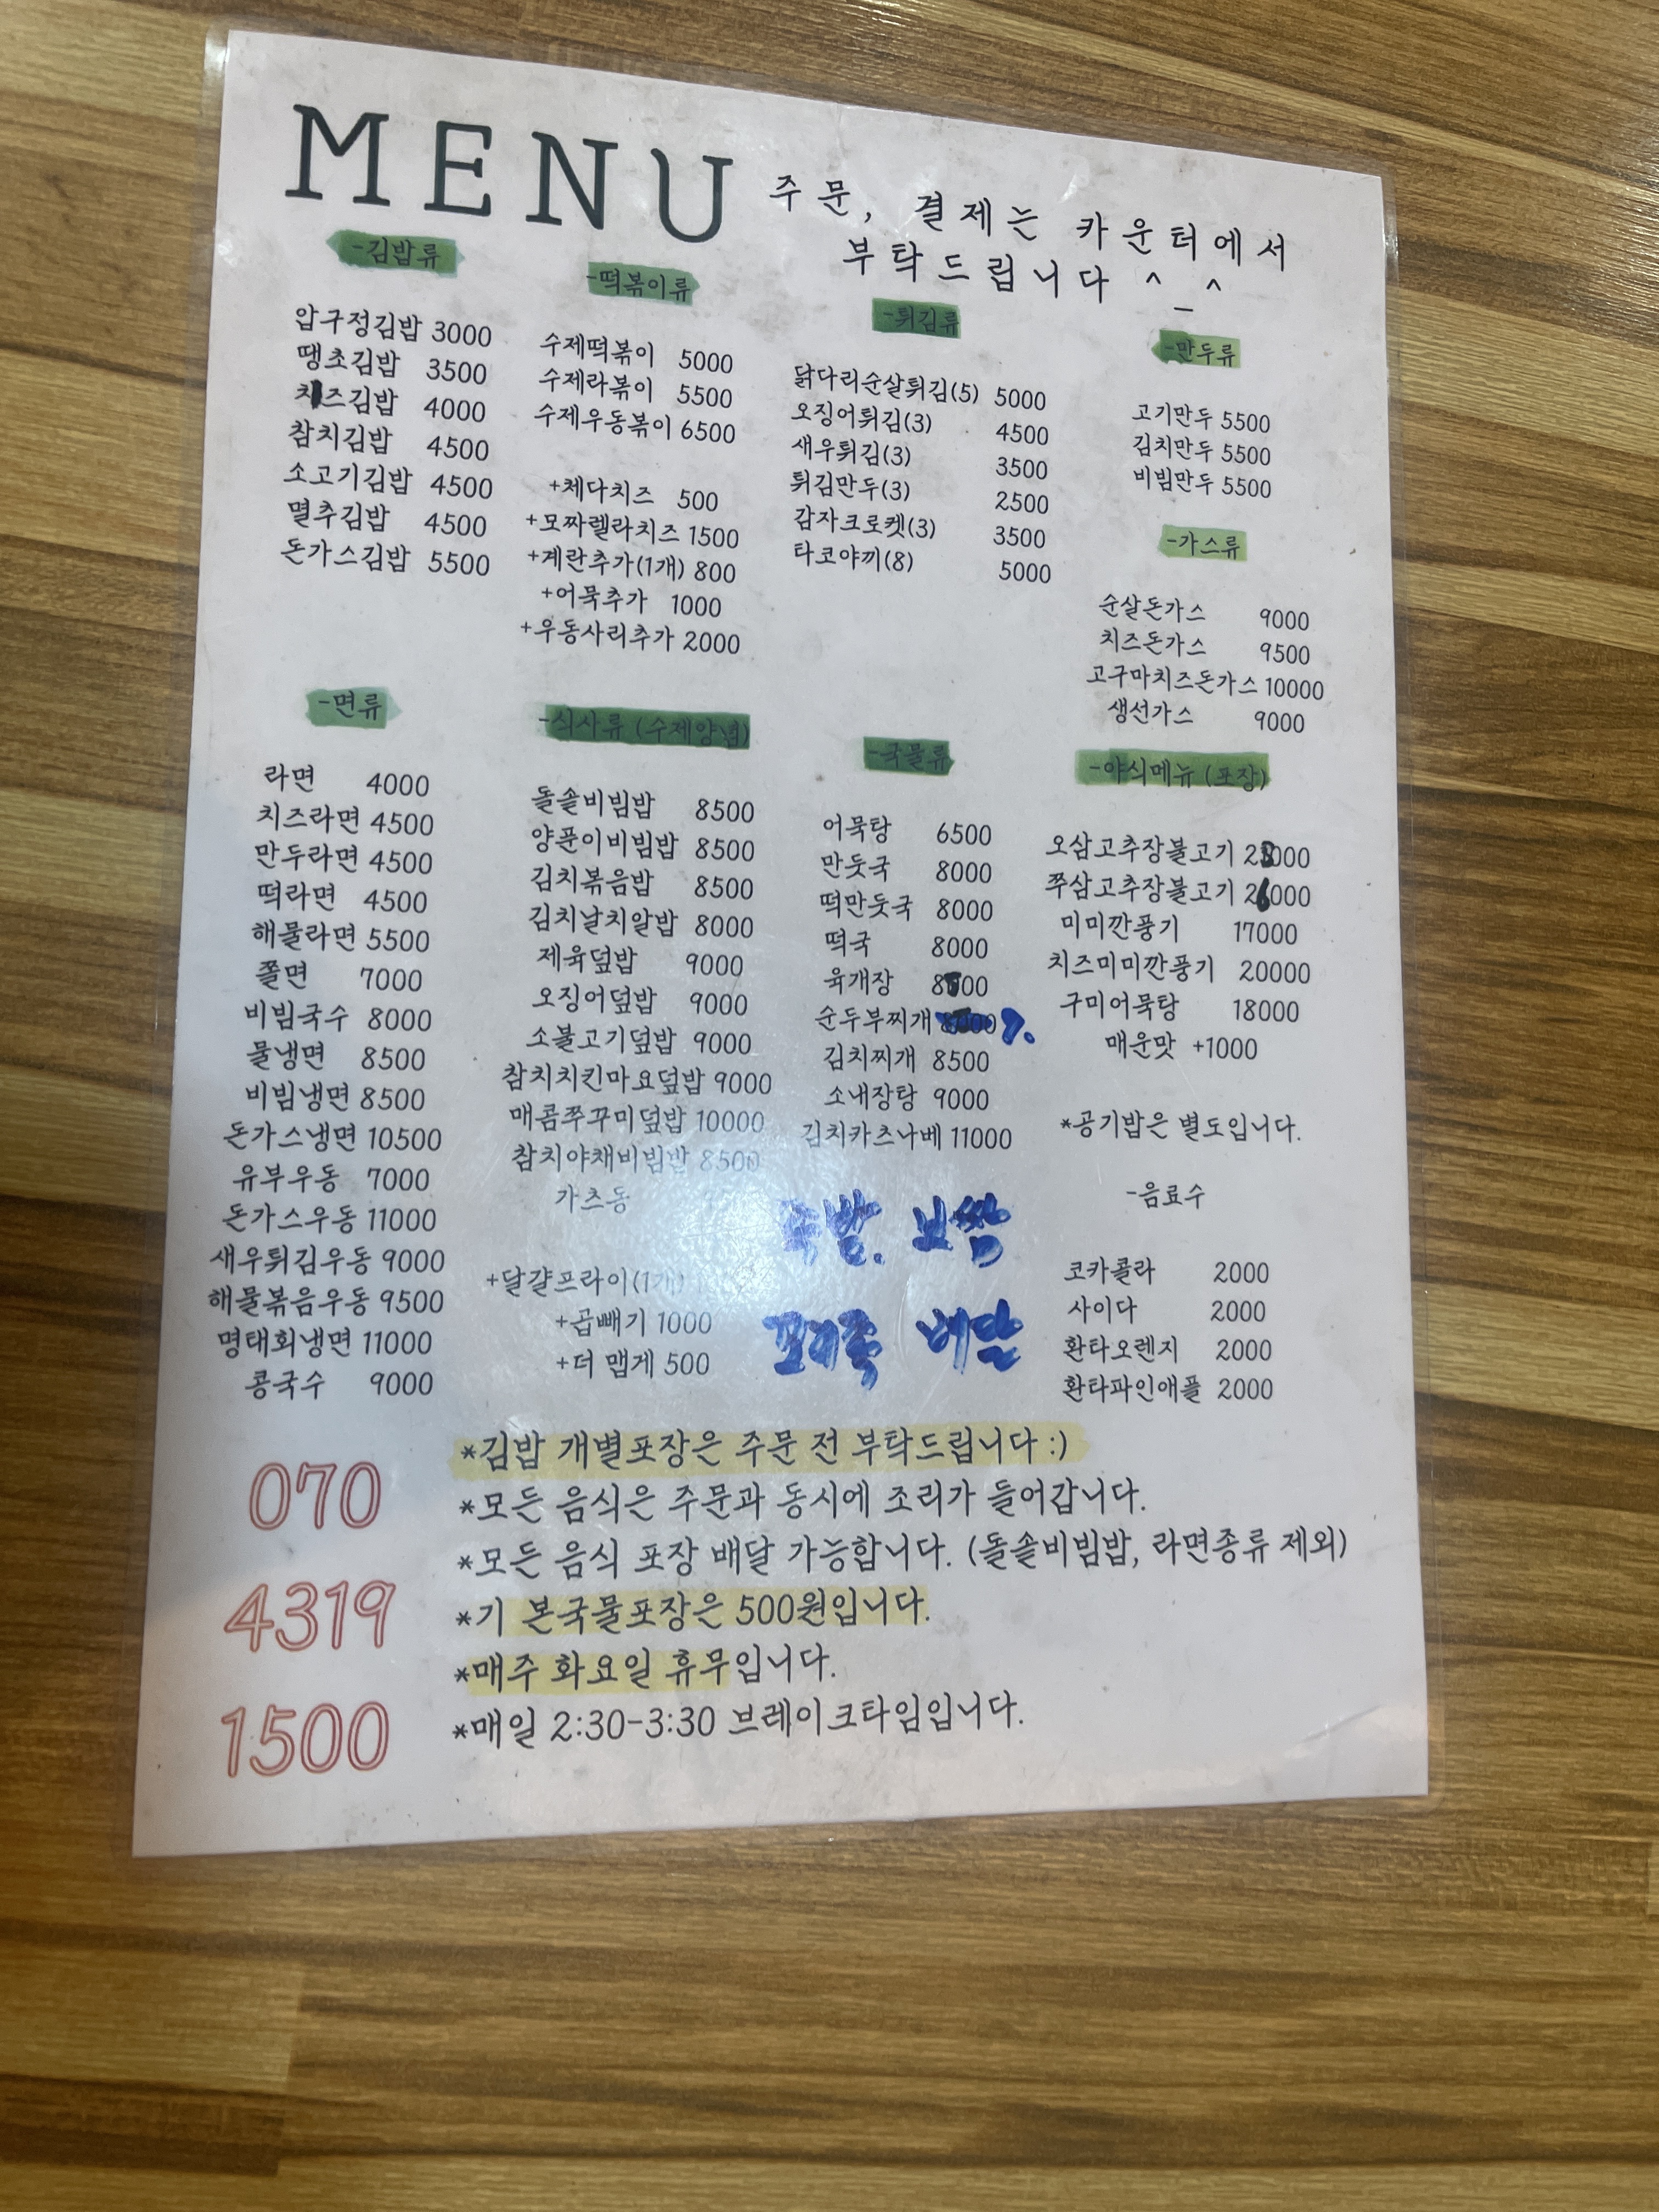 MENU
주문, 결제는 카운터에서
부탁드립니다 ^_^
-김밥류
압구정김밥 3000
땡초김밥 3500
치즈김밥 4000
참치김밥 4500
소고기김밥 4500
멸추김밥 4500
돈가스김밥 5500
-떡볶이류
수제떡볶이 5000
수제라볶이 5500
수제우동볶이 6500
+체다치즈 500
+모짜렐라치즈 1500
+계란추가(1개) 800
+어묵추가 1000
+우동사리추가 2000
-튀김류
닭다리순살튀김(5) 5000
오징어튀김(3) 4500
새우튀김(3) 3500
튀김만두(3) 2500
감자크로켓(3) 3500
타코야끼(8) 5000
-만두류
고기만두 5500
김치만두 5500
비빔만두 5500
-가스류
순살돈가스 9000
치즈돈가스 9500
고구마치즈돈가스 10000
생선가스 9000
-면류
라면 4000
치즈라면 4500
만두라면 4500
떡라면 4500
해물라면 5500
쫄면 7000
비빔국수 8000
물냉면 8500
비빔냉면 8500
돈가스냉면 10500
유부우동 7000
돈가스우동 11000
새우튀김우동 9000
해물볶음우동 9500
명태회냉면 11000
콩국수 9000
-식사류 (수제양념)
돌솥비빔밥 8500
양푼이비빔밥 8500
김치볶음밥 8500
김치날치알밥 8000
제육덮밥 9000
오징어덮밥 9000
소불고기덮밥 9000
참치치킨마요덮밥 9000
매콤쭈꾸미덮밥 10000
참치야채비빔밥 8500
가츠동
+달걀프라이(1개)
+곱빼기 1000
+더 맵게 500
-국물류
어묵탕 6500
만둣국 8000
떡만둣국 8000
떡국 8000
육개장
순두부찌개
김치찌개 8500
소내장탕 9000
김치카츠나베 11000
족발. 보쌈
배달
-야식메뉴 (포장)
오삼고추장불고기
쭈삼고추장불고기 26000
미미깐풍기 17000
치즈미미깐풍기 20000
구미어묵탕 18000
매운맛 +1000
*공기밥은 별도입니다.
-음료수
코카콜라 2000
사이다 2000
환타오렌지 2000
환타파인애플 2000
070
4319
1500
*김밥 개별포장은 주문 전 부탁드립니다 :)
*모든 음식은 주문과 동시에 조리가 들어갑니다.
*모든 음식 포장 배달 가능합니다. (돌솥비빔밥, 라면종류 제외)
*기 본국물포장은 500원입니다.
*매주 화요일 휴무입니다.
*매일 2:30-3:30 브레이크타임입니다.